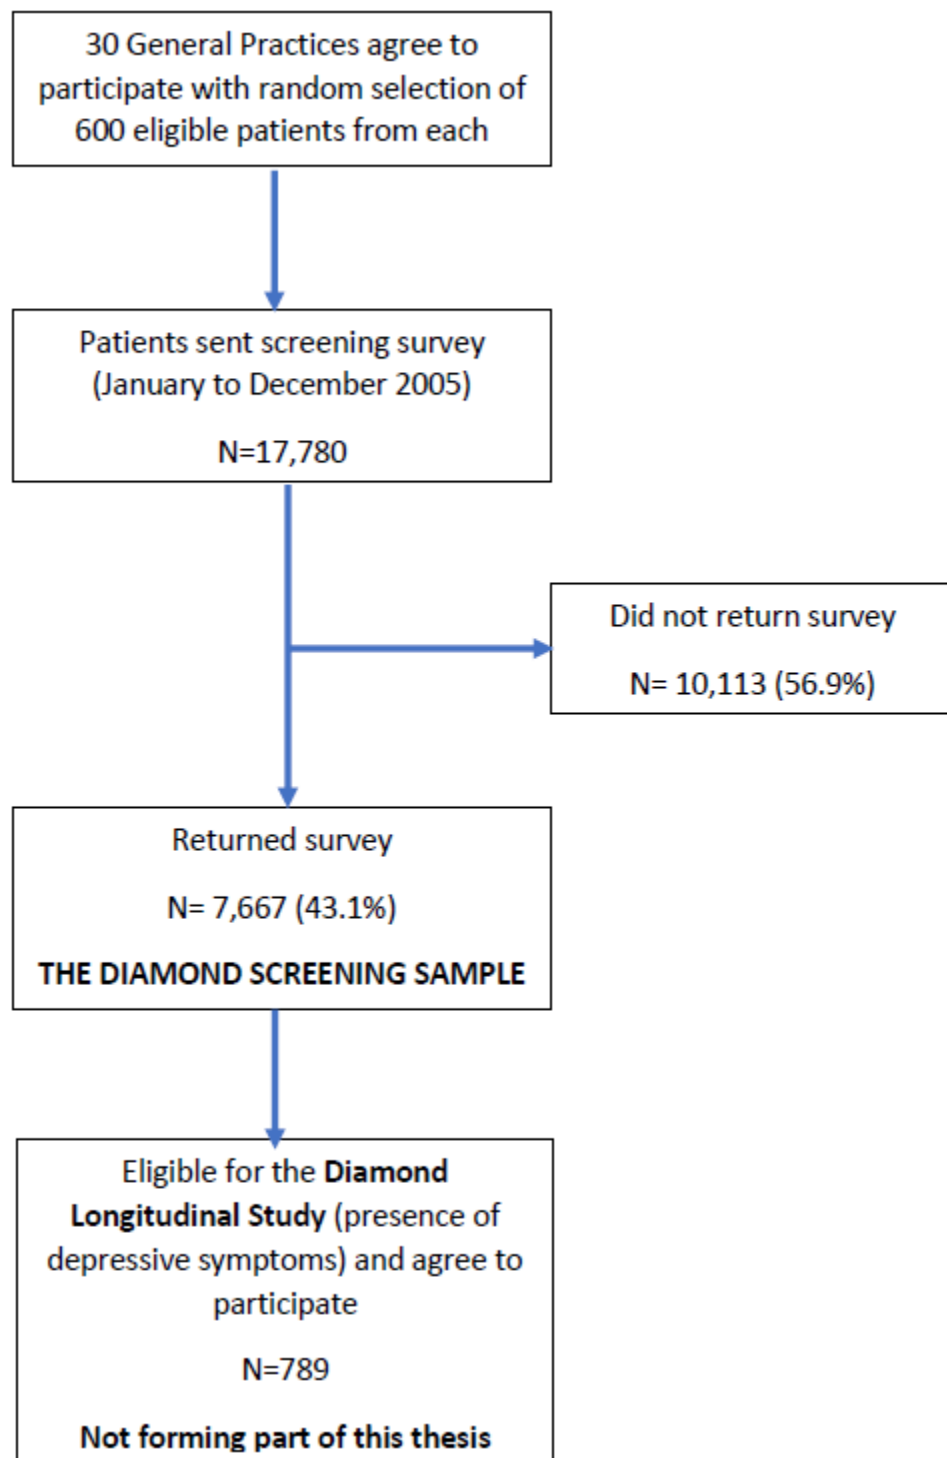 30 General Practices agree to
participate with random selection of
600 eligible patients from each
Patients sent screening survey
(January to December 2005)
N=17,780
Did not return survey
N= 10,113 (56.9%)
Returned survey
N= 7,667 (43.1%)
THE DIAMOND SCREENING SAMPLE
Eligible for the Diamond
Longitudinal Study (presence of
depressive symptoms) and agree to
participate
N=789
Not forming part of this thesis